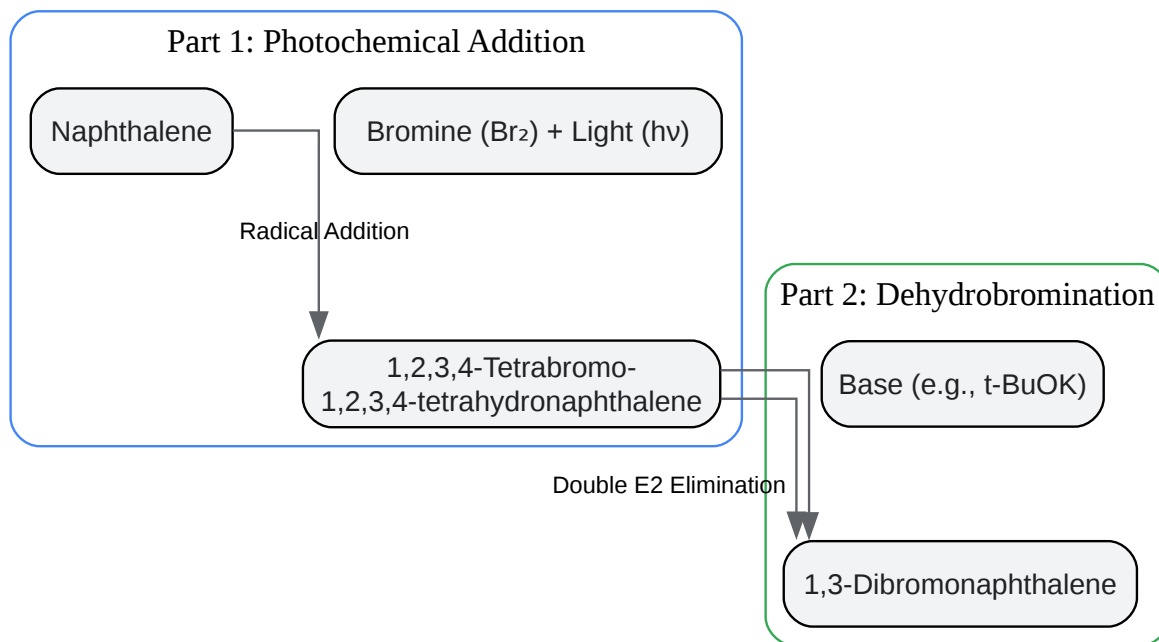 Part 1: Photochemical Addition
Naphthalene
Bromine (Br₂) + Light (hν)
Radical Addition
1,2,3,4-Tetrabromo-
1,2,3,4-tetrahydronaphthalene
Part 2: Dehydrobromination
Base (e.g., t-BuOK)
Double E2 Elimination
1,3-Dibromonaphthalene